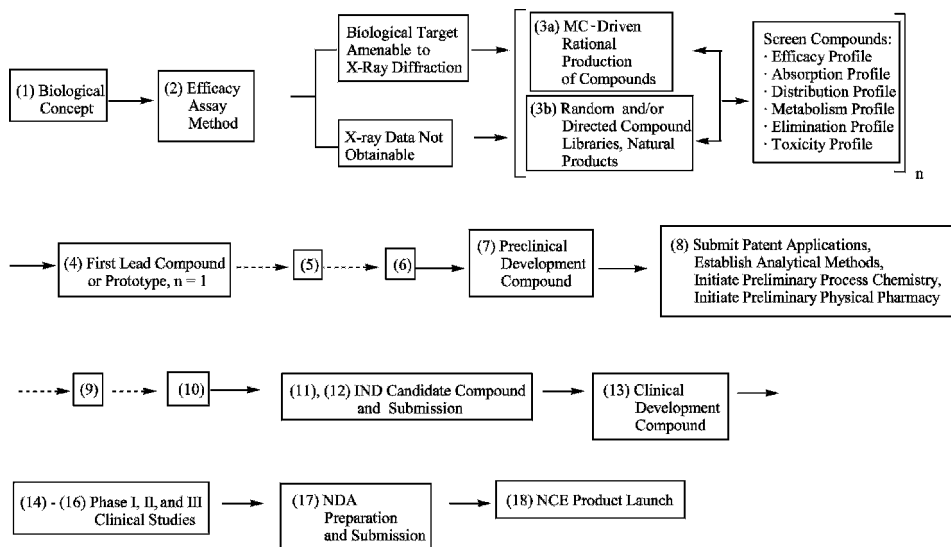 (1) Biological
Concept
(2) Efficacy
Assay
Method
Biological Target
Amenable to
X-Ray Diffraction
X-ray Data Not
Obtainable
(3a) MC-Driven
Rational
Production
of Compounds
(3b) Random and/or
Directed Compound
Libraries, Natural
Products
Screen Compounds:
· Efficacy Profile
· Absorption Profile
· Distribution Profile
· Metabolism Profile
· Elimination Profile
· Toxicity Profile
n
(4) First Lead Compound
or Prototype, n = 1
(5)
(6)
(7) Preclinical
Development
Compound
(8) Submit Patent Applications,
Establish Analytical Methods,
Initiate Preliminary Process Chemistry,
Initiate Preliminary Physical Pharmacy
(9)
(10)
(11), (12) IND Candidate Compound
and Submission
(13) Clinical
Development
Compound
(14) - (16) Phase I, II, and III
Clinical Studies
(17) NDA
Preparation
and Submission
(18) NCE Product Launch